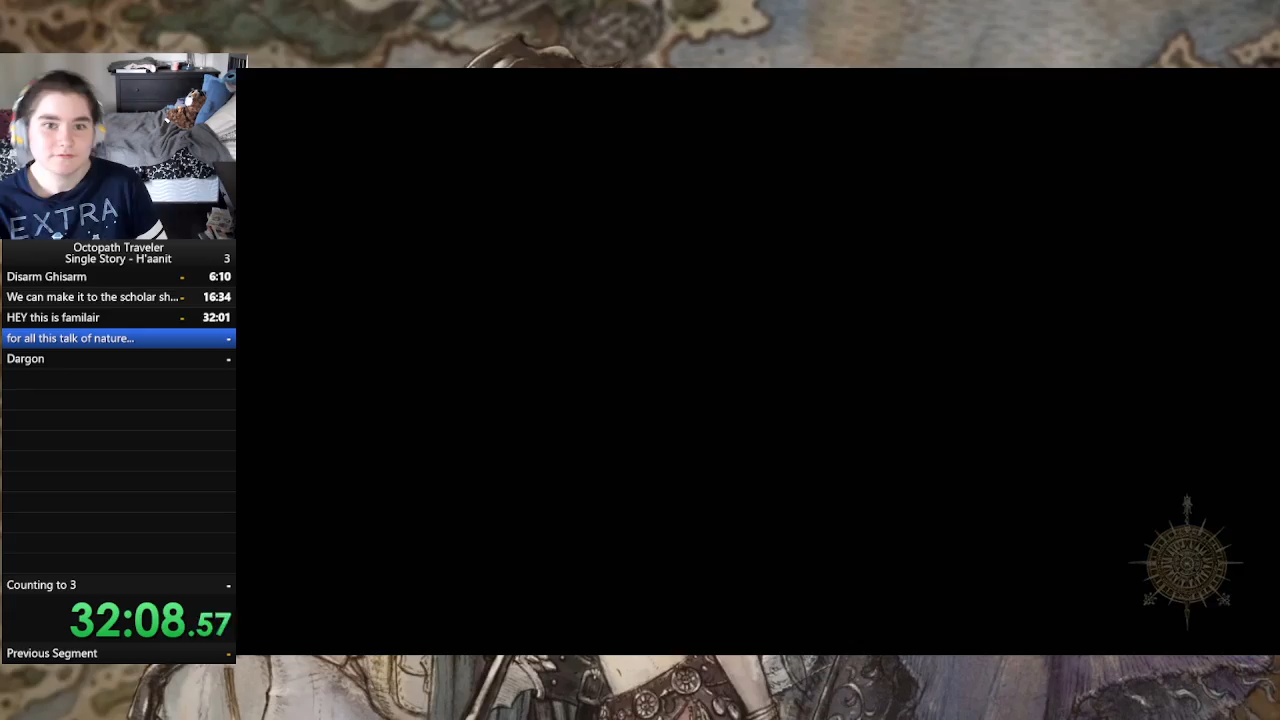 EXTRA
Octopath Traveler
Single Story - H'aanit 3
Disarm Ghisarm - 6:10
We can make it to the scholar sh... - 16:34
HEY this is familair - 32:01
for all this talk of nature... -
Dargon -
Counting to 3 -
32:08.57
Previous Segment -